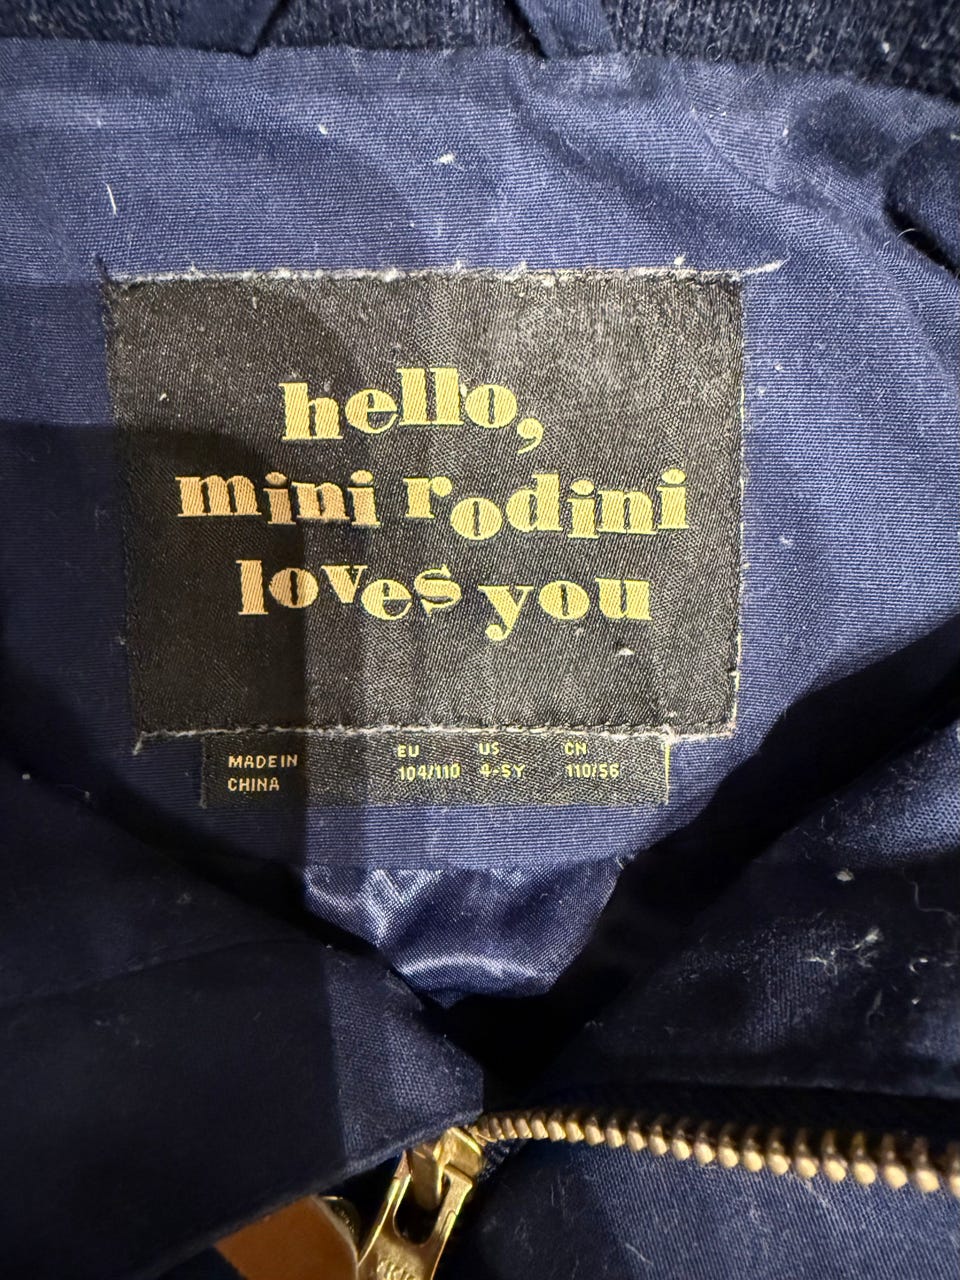 hello,
mini rodini
loves you
MADE IN
CHINA
EU US CN
104/110 4-5Y 110/56